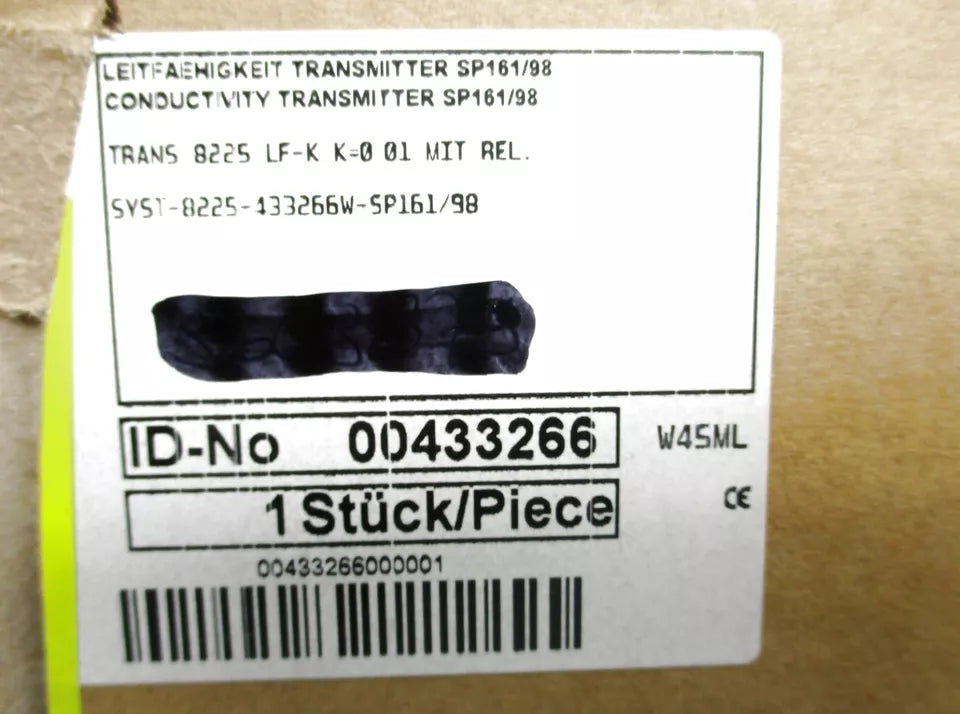 LEITFAEHIGKEIT TRANSMITTER SP161/98
CONDUCTIVITY TRANSMITTER SP161/98
TRANS 8225 LF-K K=0 01 MIT REL.
SYST-8225-433266W-SP161/98
ID-No 00433266
W45ML
1 Stück/Piece
CE
00433266000001